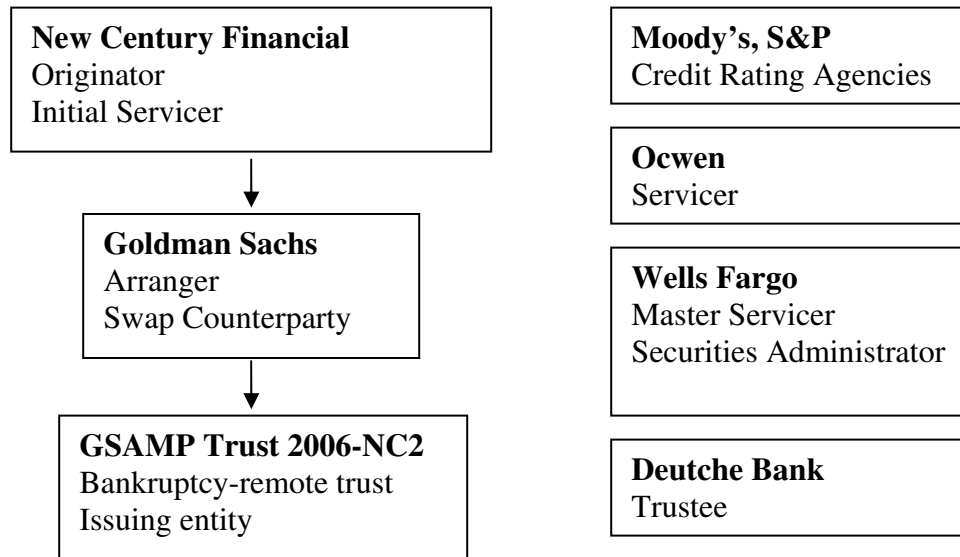 New Century Financial
Originator
Initial Servicer
Goldman Sachs
Arranger
Swap Counterparty
GSAMP Trust 2006-NC2
Bankruptcy-remote trust
Issuing entity
Moody’s, S&P
Credit Rating Agencies
Ocwen
Servicer
Wells Fargo
Master Servicer
Securities Administrator
Deutche Bank
Trustee